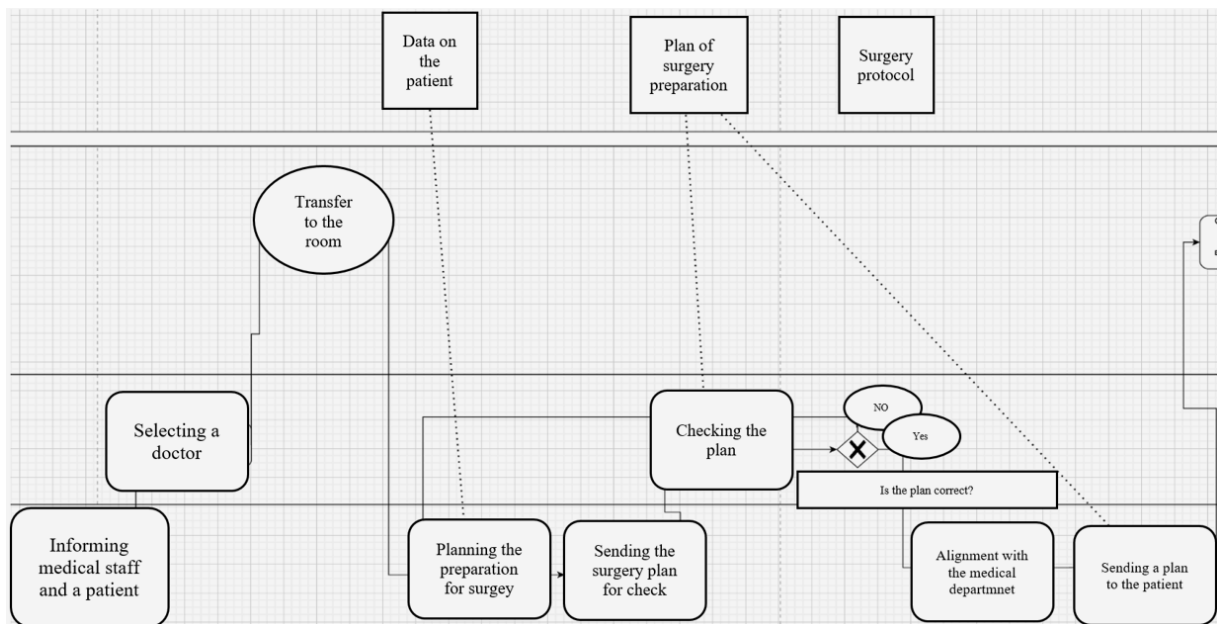 Data on
the
patient
Plan of
surgery
preparation
Surgery
protocol
Transfer
to the
room
Selecting a
doctor
Checking the
plan
NO
Yes
Is the plan correct?
Informing
medical staff
and a patient
Planning the
preparation
for surgey
Sending the
surgery plan
for check
Alignment with
the medical
departmnet
Sending a plan
to the patient